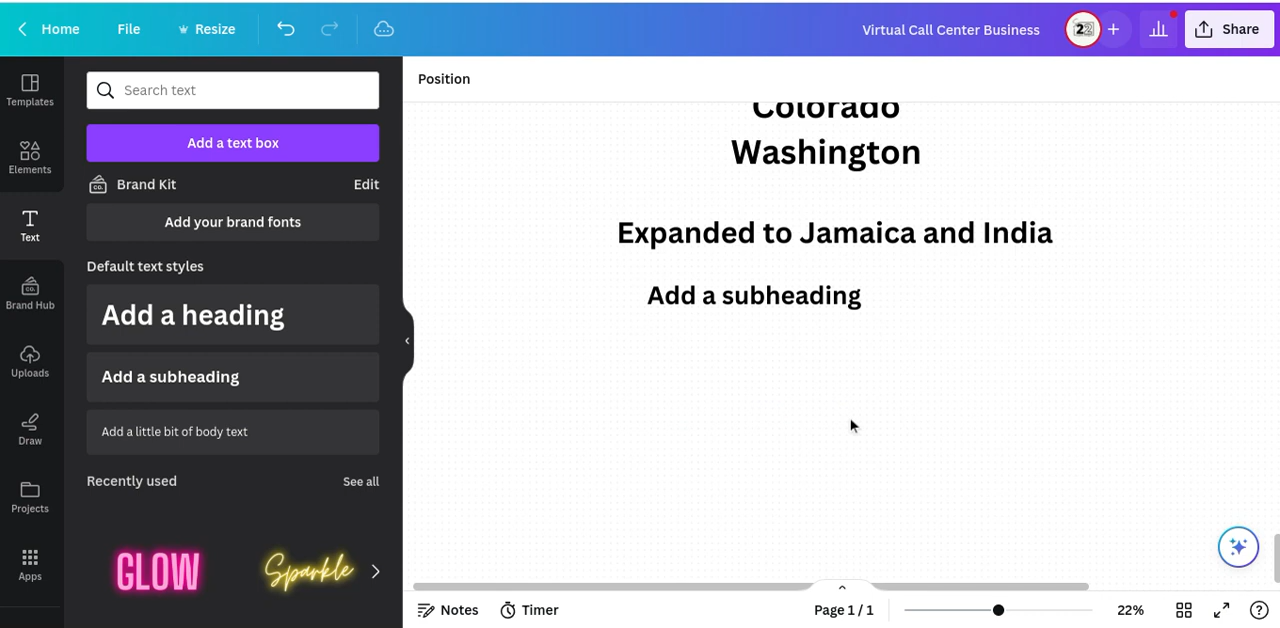 Home File Resize Virtual Call Center Business 22 + Share
Templates
Elements
Text
Brand Hub
Uploads
Draw
Projects
Apps
Search text
Add a text box
CO. Brand Kit Edit
Add your brand fonts
Default text styles
Add a heading
Add a subheading
Add a little bit of body text
Recently used See all
GLOW Sparkle
Position
Colorado
Washington
Expanded to Jamaica and India
Add a subheading
Notes Timer Page 1 / 1 22% ?